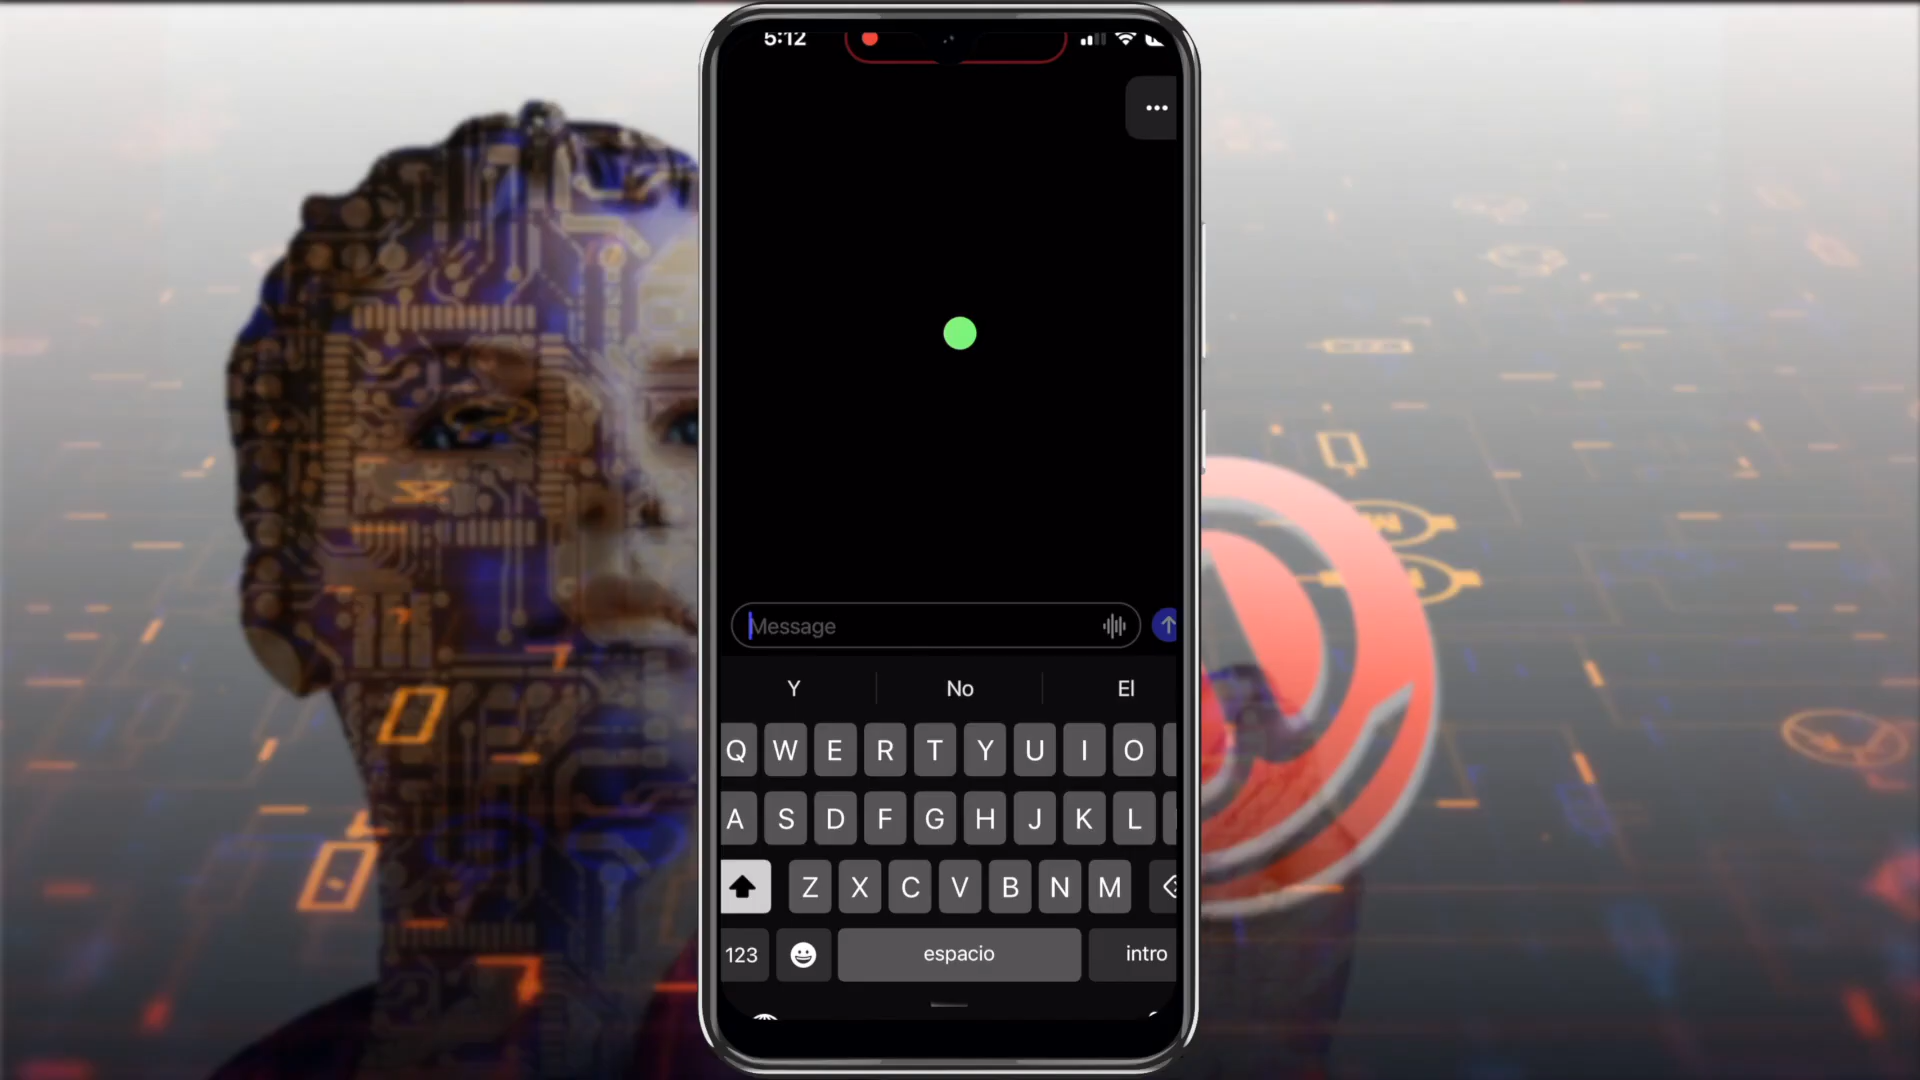 5:12
Message
Y No El
Q W E R T Y U I O
A S D F G H J K L
Z X C V B N M
123 espacio intro